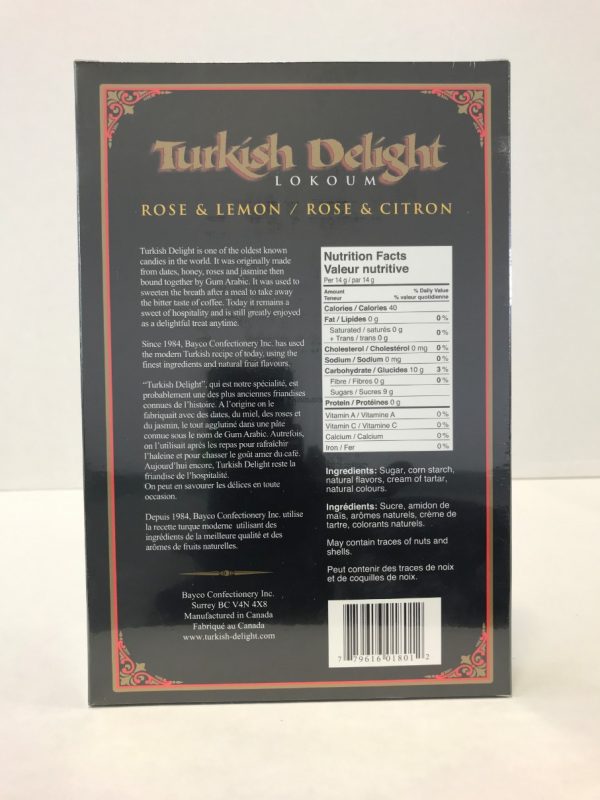 Turkish Delight
LOKOUM
ROSE & LEMON / ROSE & CITRON
Turkish Delight is one of the oldest known
candies in the world. It was originally made
from dates, honey, roses and jasmine then
bound together by Gum Arabic. It was used to
sweeten the breath after a meal to take away
the bitter taste of coffee. Today it remains a
sweet of hospitality and is still greatly enjoyed
as a delightful treat anytime.
Since 1984, Bayco Confectionery Inc. has used
the modern Turkish recipe of today, using the
finest ingredients and natural fruit flavours.
"Turkish Delight", qui est notre spécialité, est
probablement une des plus anciennes friandises
connues de l'histoire. A l'origine on le
fabriquait avec des dates, du miel, des roses et
du jasmin, le tout agglutiné dans une pâte
connue sous le nom de Gum Arabic. Autrefois,
on l'utilisait après les repas pour rafraîchir
l'haleine et pour chasser le goût amer du café.
Aujourd'hui encore, Turkish Delight reste la
friandise de l'hospitalité.
On peut en savourer les délices en toute
occasion.
Depuis 1984, Bayco Confectionery Inc. utilise
la recette turque moderne utilisant des
ingrédients de la meilleure qualité et des
arômes de fruits naturelles.
Bayco Confectionery Inc.
Surrey BC V4N 4X8
Manufactured in Canada
Fabriqué au Canada
www.turkish-delight.com
Nutrition Facts
Valeur nutritive
Per 14 g / par 14 g
Amount % Daily Value
Teneur % valeur quotidienne
Calories / Calories 40
Fat / Lipides 0 g 0 %
Saturated / saturés 0 g
+ Trans / trans 0 g 0 %
Cholesterol / Cholestérol 0 mg 0 %
Sodium / Sodium 0 mg 0 %
Carbohydrate / Glucides 10 g 3 %
Fibre / Fibres 0 g 0 %
Sugars / Sucres 9 g
Protein / Protéines 0 g
Vitamin A / Vitamine A 0 %
Vitamin C / Vitamine C 0 %
Calcium / Calcium 0 %
Iron / Fer 0 %
Ingredients: Sugar, corn starch,
natural flavors, cream of tartar,
natural colours.
Ingrédients: Sucre, amidon de
maïs, arômes naturels, crème de
tartre, colorants naturels.
May contain traces of nuts and
shells.
Peut contenir des traces de noix
et de coquilles de noix.
7 79616 01801 2